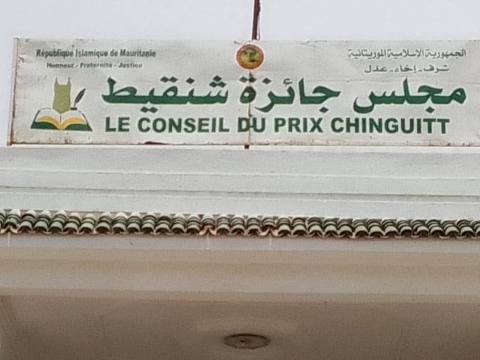 République Islamique de Mauritanie
الجمهورية الإسلامية الموريتانية
Honneur - Fraternité - Justice
شرف - إخاء - عدل
مجلس جائزة شنقيط
LE CONSEIL DU PRIX CHINGUITT